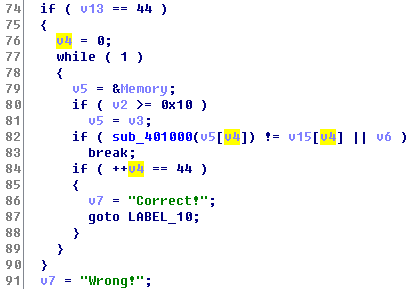 74 if ( v13 == 44 )
75 {
76 v4 = 0;
77 while ( 1 )
78 {
79 v5 = &Memory;
80 if ( v2 >= 0x10 )
81 v5 = v3;
82 if ( sub_401000(v5[v4]) != v15[v4] || v6 )
83 break;
84 if ( ++v4 == 44 )
85 {
86 v7 = "Correct!";
87 goto LABEL_10;
88 }
89 }
90 }
91 v7 = "Wrong!";